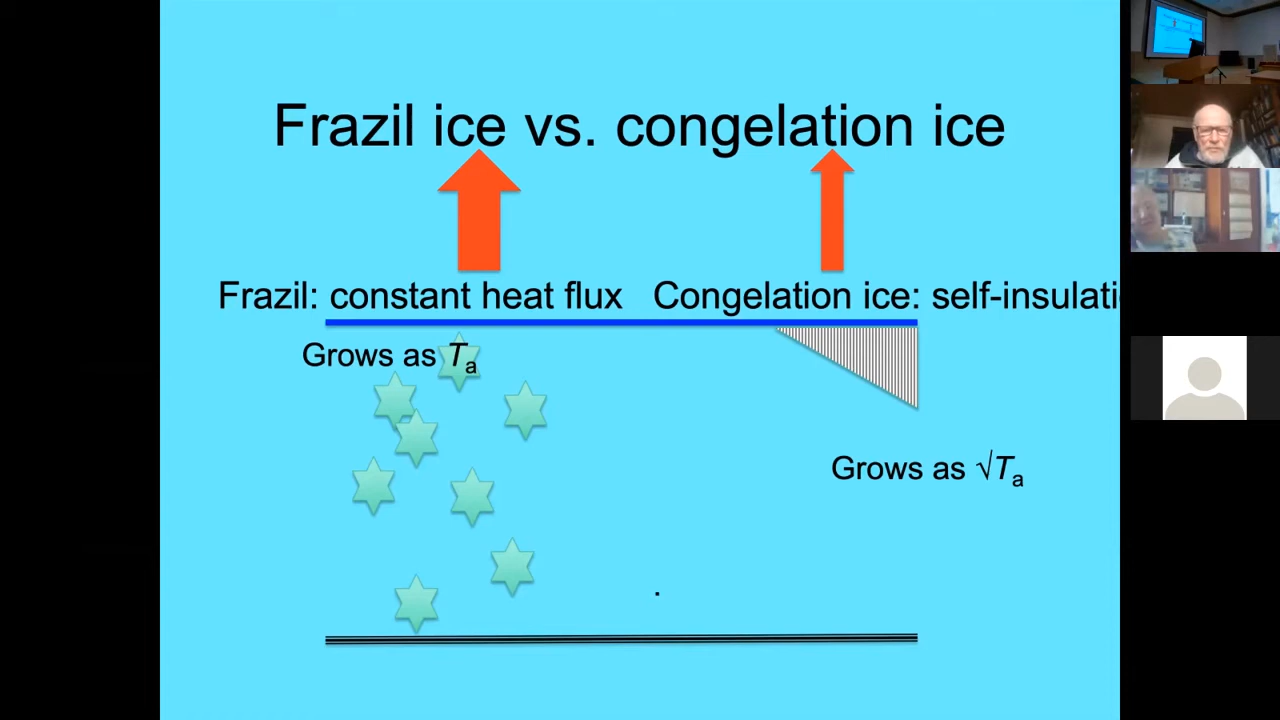 Frazil ice vs. congelation ice
Frazil: constant heat flux
Congelation ice: self-insulati
Grows as Ta
Grows as √Ta
.